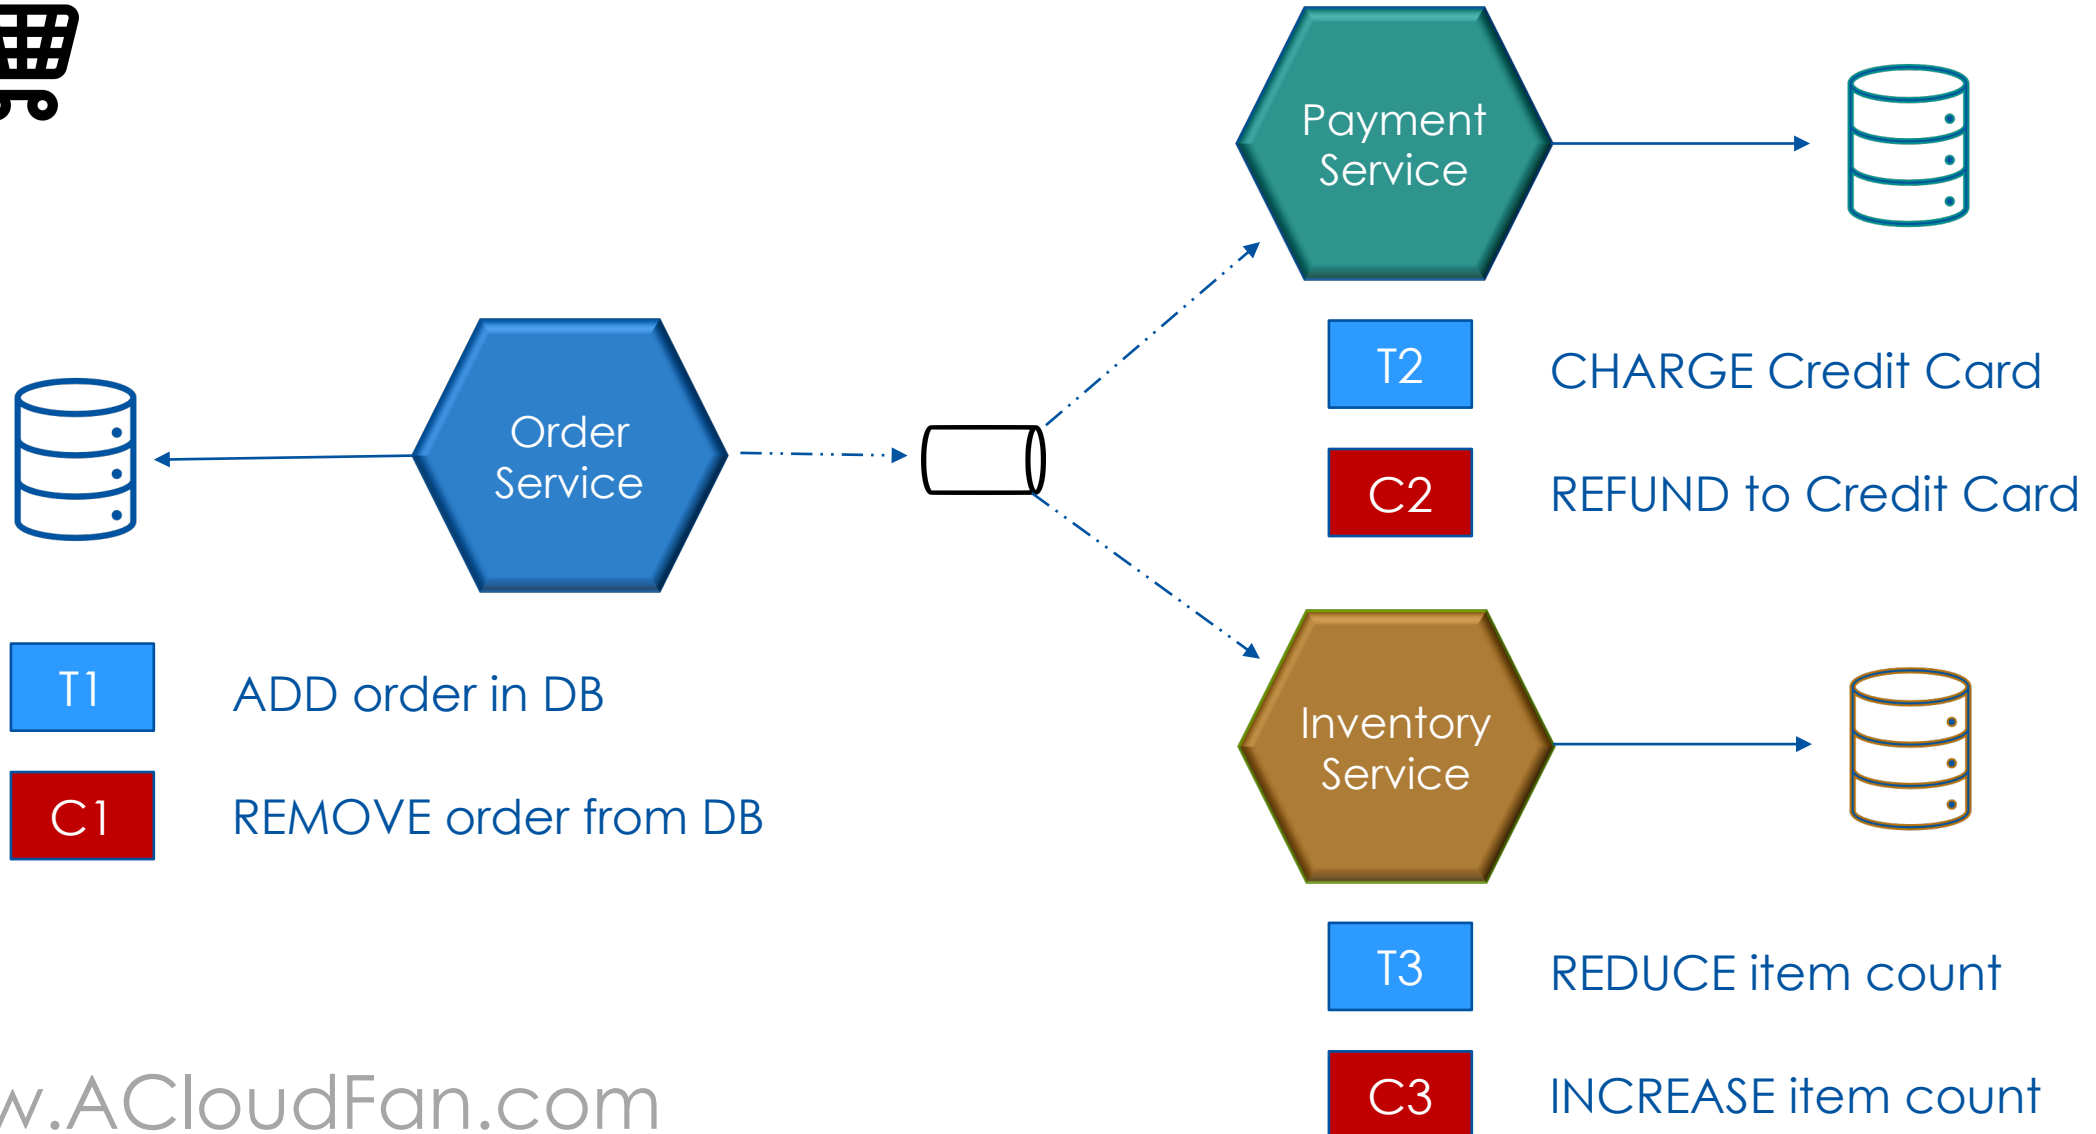 Payment
Service
T2 CHARGE Credit Card
C2 REFUND to Credit Card
Order
Service
T1 ADD order in DB
C1 REMOVE order from DB
Inventory
Service
T3 REDUCE item count
C3 INCREASE item count
w.ACloudFan.com